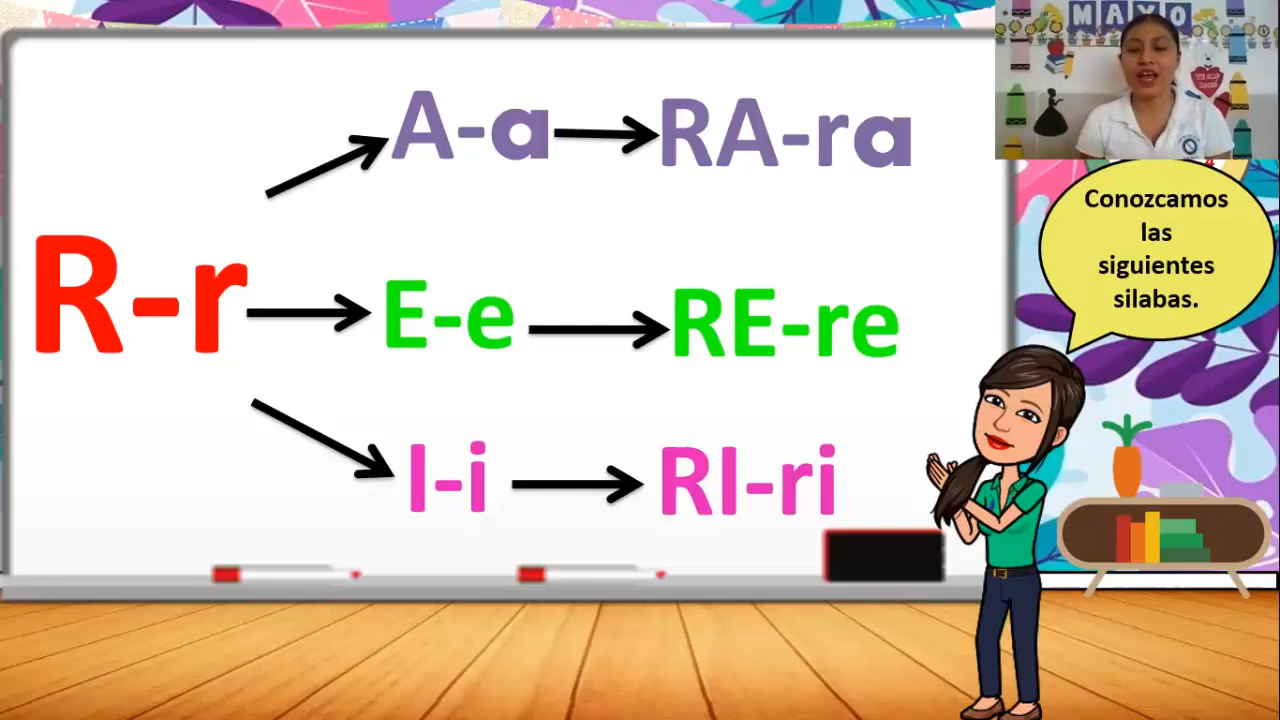 MAYO
A-a RA-ra
Conozcamos
las
siguientes
silabas.
R-r E-e RE-re
I-i RI-ri